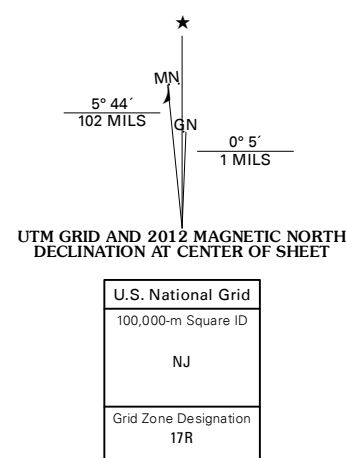 ★
M.N.
5° 44´
102 MILS
GN
0° 5´
1 MILS
UTM GRID AND 2012 MAGNETIC NORTH
DECLINATION AT CENTER OF SHEET
U.S. National Grid
100,000-m Square ID
NJ
Grid Zone Designation
17R